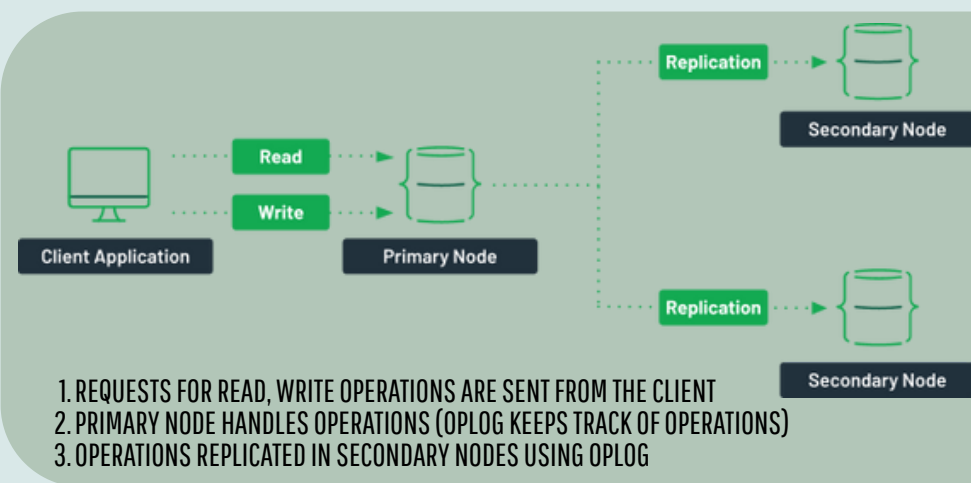 Replication
Secondary Node
Read
Write
Client Application
Primary Node
Replication
Secondary Node
1. REQUESTS FOR READ, WRITE OPERATIONS ARE SENT FROM THE CLIENT
2. PRIMARY NODE HANDLES OPERATIONS (OPLOG KEEPS TRACK OF OPERATIONS)
3. OPERATIONS REPLICATED IN SECONDARY NODES USING OPLOG